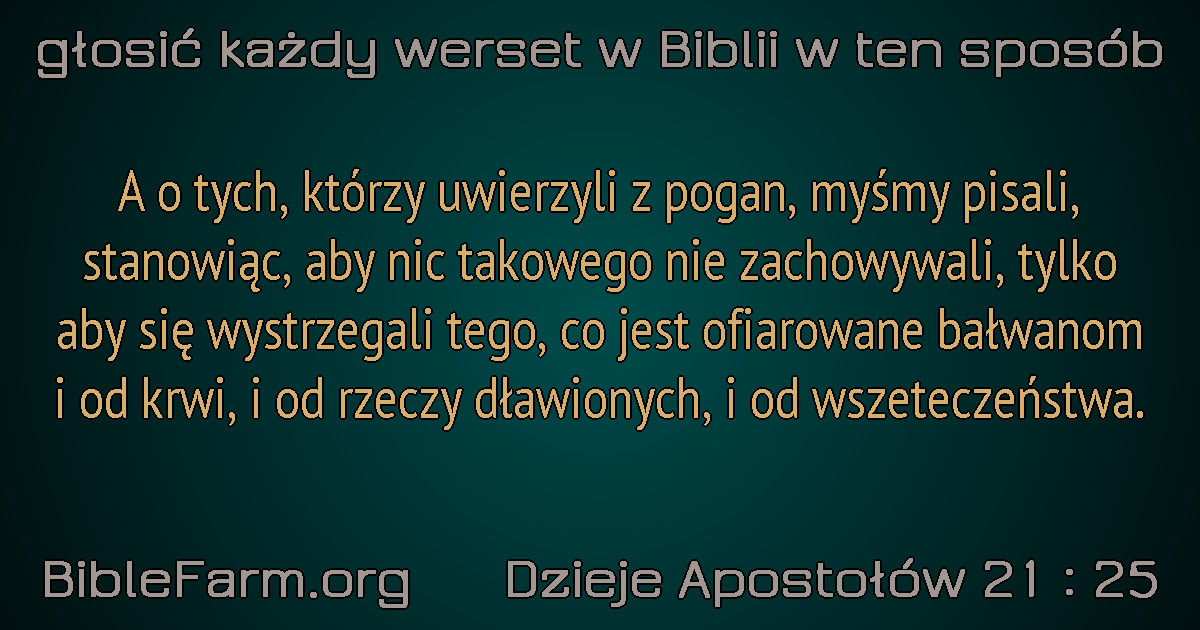 głosić każdy werset w Biblii w ten sposób
A o tych, którzy uwierzyli z pogan, myśmy pisali,
stanowiąc, aby nic takowego nie zachowywali, tylko
aby się wystrzegali tego, co jest ofiarowane bałwanom
i od krwi, i od rzeczy dławionych, i od wszeteczeństwa.
BibleFarm.org Dzieje Apostołów 21 : 25